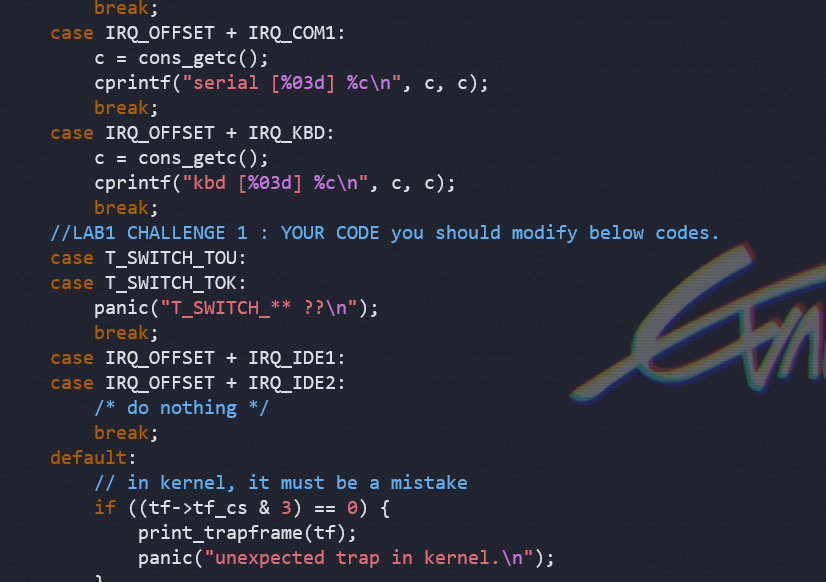 break;
case IRQ_OFFSET + IRQ_COM1:
c = cons_getc();
cprintf("serial [%03d] %c\n", c, c);
break;
case IRQ_OFFSET + IRQ_KBD:
c = cons_getc();
cprintf("kbd [%03d] %c\n", c, c);
break;
//LAB1 CHALLENGE 1 : YOUR CODE you should modify below codes.
case T_SWITCH_TOU:
case T_SWITCH_TOK:
panic("T_SWITCH_** ??\n");
break;
case IRQ_OFFSET + IRQ_IDE1:
case IRQ_OFFSET + IRQ_IDE2:
/* do nothing */
break;
default:
// in kernel, it must be a mistake
if ((tf->tf_cs & 3) == 0) {
print_trapframe(tf);
panic("unexpected trap in kernel.\n");
}